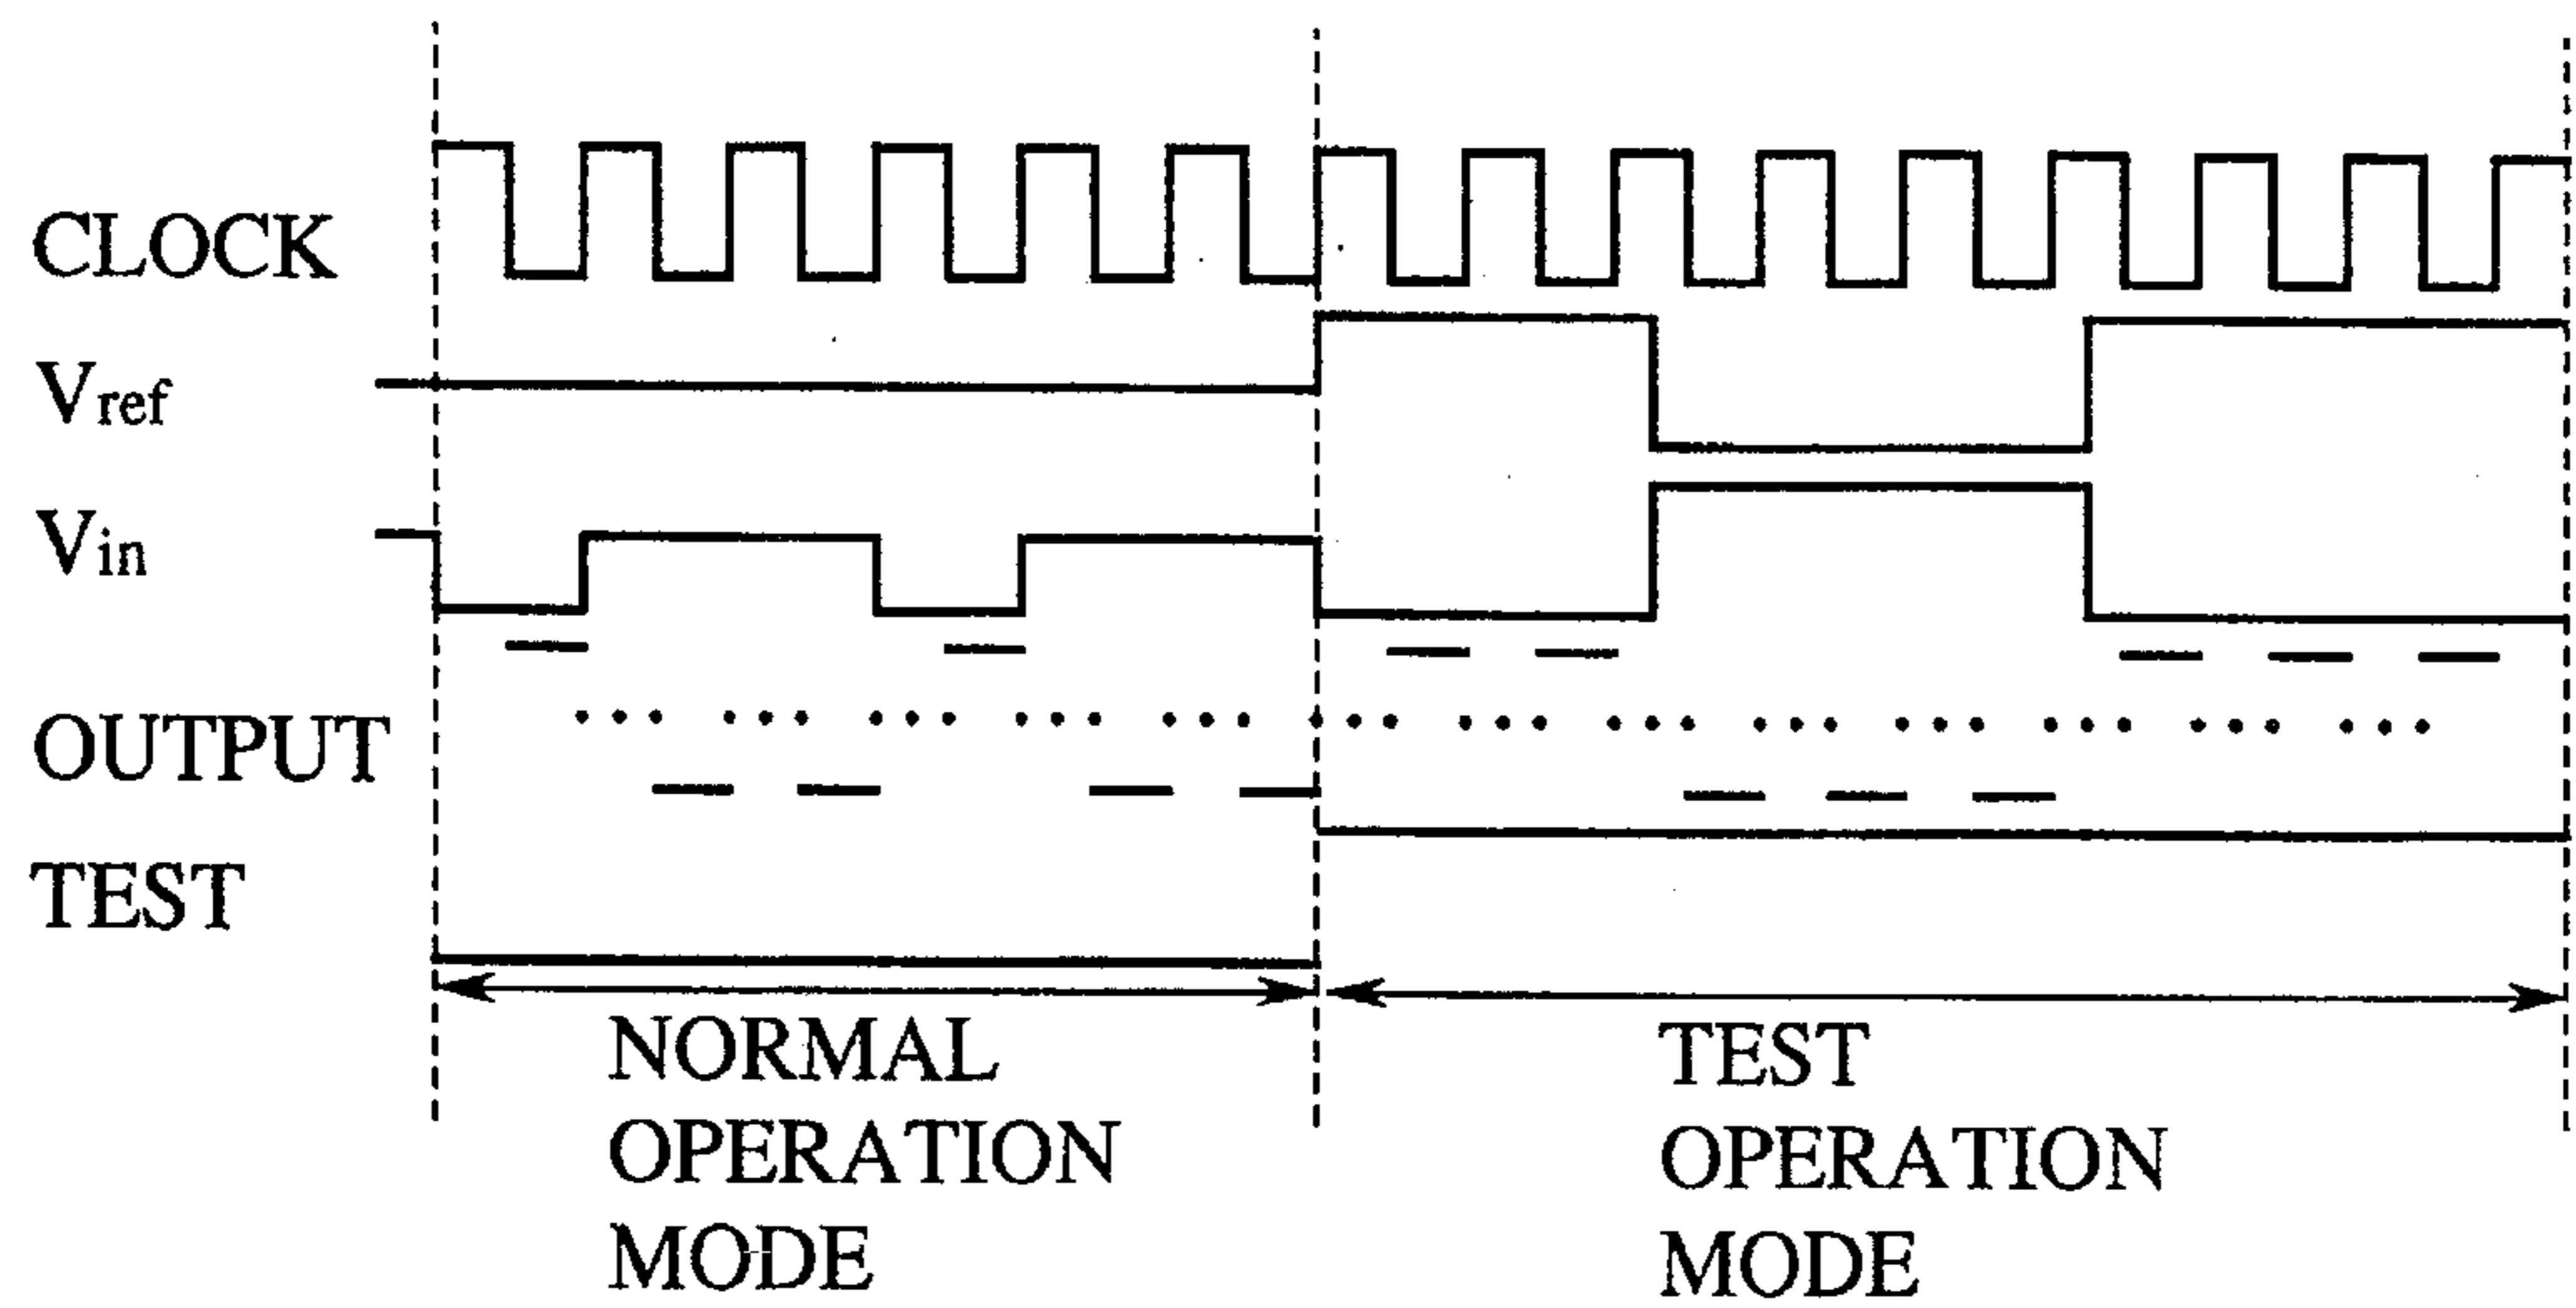 CLOCK
Vref
Vin
OUTPUT
TEST
NORMAL
OPERATION
MODE
TEST
OPERATION
MODE